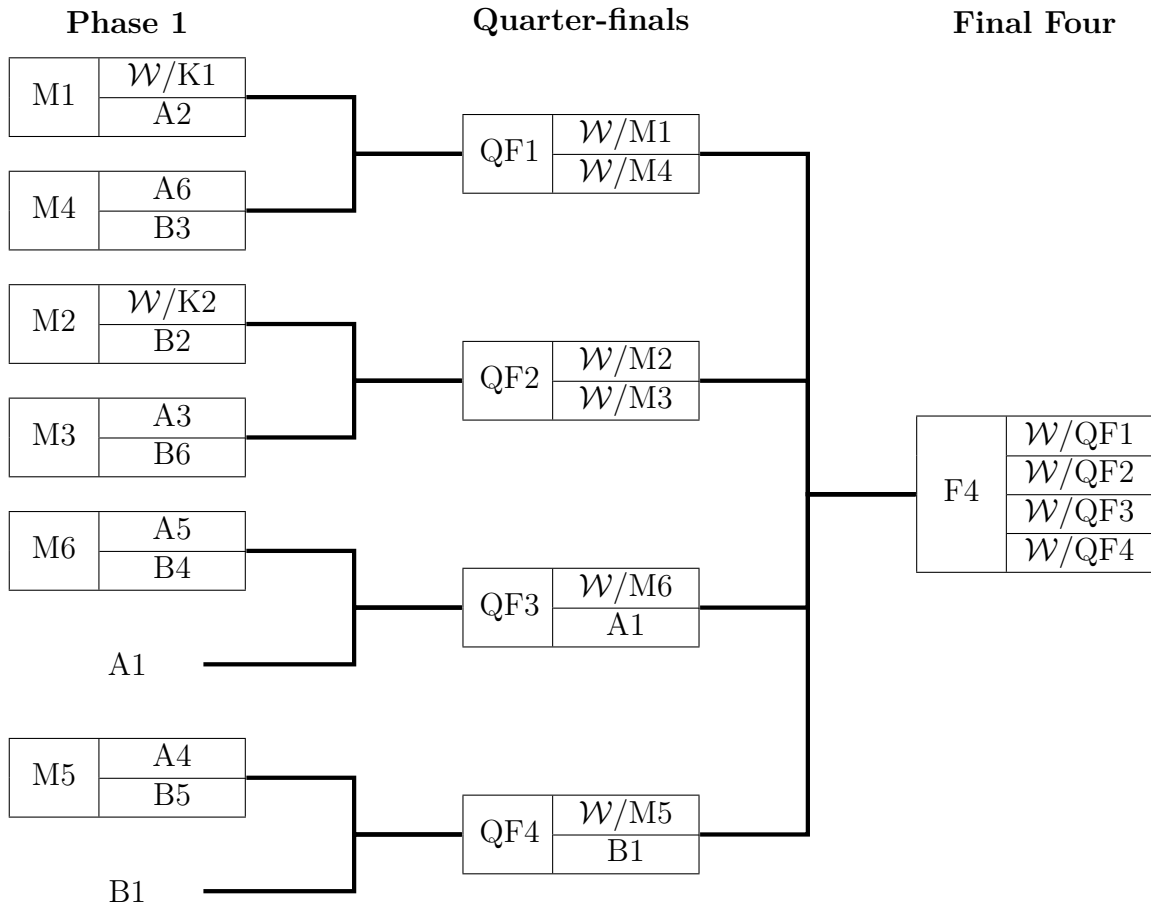 Phase 1
Quarter-finals
Final Four
M1
𝒲/K1
A2
M4
A6
B3
QF1
𝒲/M1
𝒲/M4
M2
𝒲/K2
B2
M3
A3
B6
QF2
𝒲/M2
𝒲/M3
M6
A5
B4
A1
QF3
𝒲/M6
A1
M5
A4
B5
B1
QF4
𝒲/M5
B1
F4
𝒲/QF1
𝒲/QF2
𝒲/QF3
𝒲/QF4